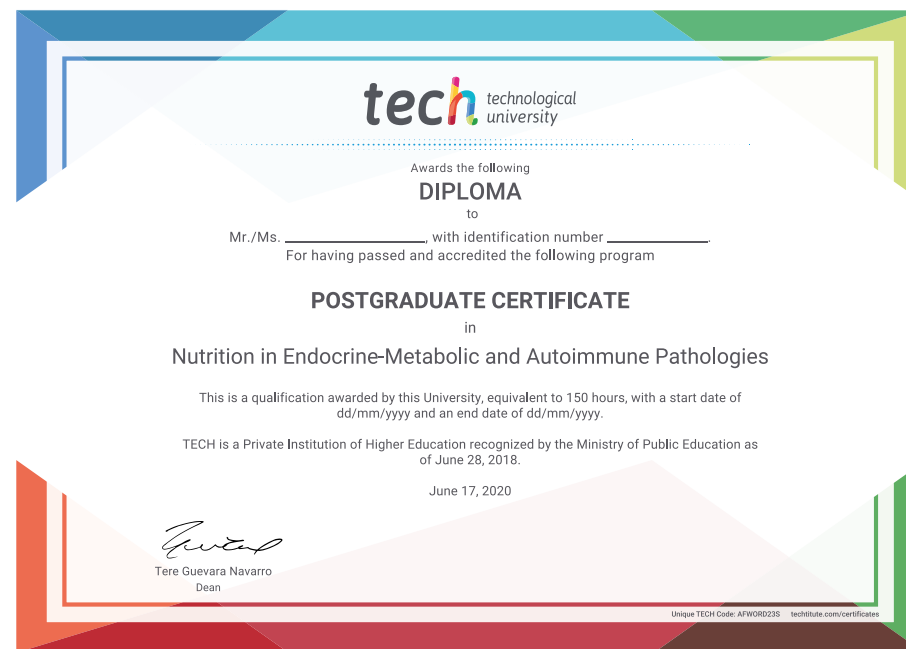 tech technological
university
Awards the following
DIPLOMA
to
Mr./Ms. ____________________, with identification number ______________.
For having passed and accredited the following program
POSTGRADUATE CERTIFICATE
in
Nutrition in Endocrine-Metabolic and Autoimmune Pathologies
This is a qualification awarded by this University, equivalent to 150 hours, with a start date of
dd/mm/yyyy and an end date of dd/mm/yyyy.
TECH is a Private Institution of Higher Education recognized by the Ministry of Public Education as
of June 28, 2018.
June 17, 2020
Tere Guevara Navarro
Dean
Unique TECH Code: AFWORD23S techtitute.com/certificates